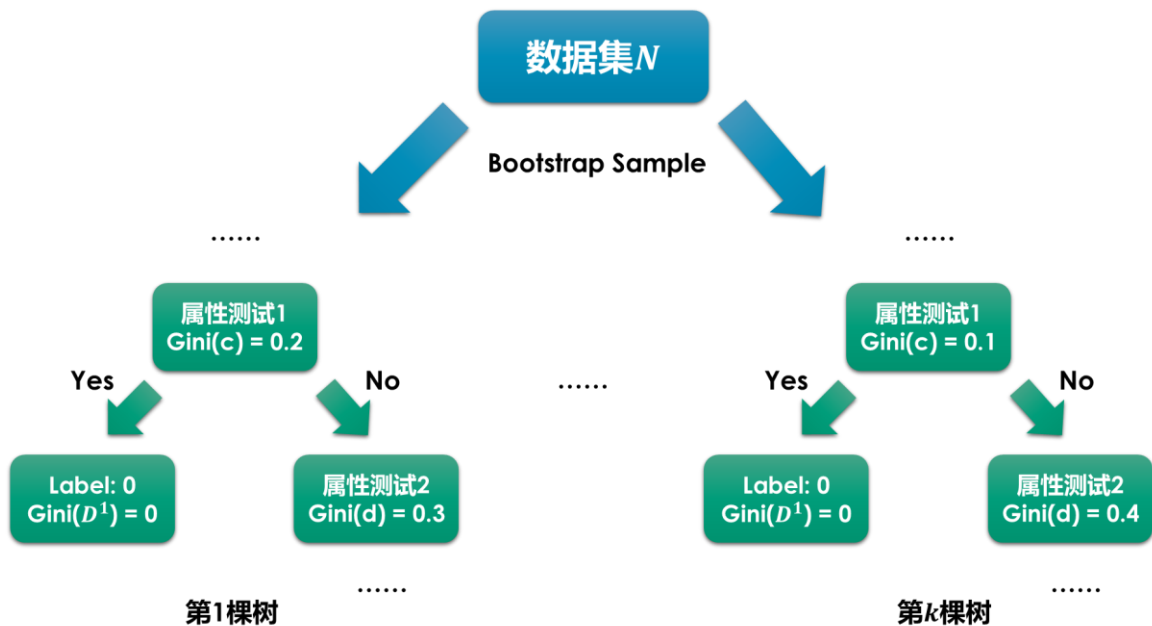 数据集N
Bootstrap Sample
……
……
属性测试1
Gini(c) = 0.2
属性测试1
Gini(c) = 0.1
Yes
No
……
Yes
No
Label: 0
Gini(D¹) = 0
属性测试2
Gini(d) = 0.3
Label: 0
Gini(D¹) = 0
属性测试2
Gini(d) = 0.4
……
……
第1棵树
第k棵树